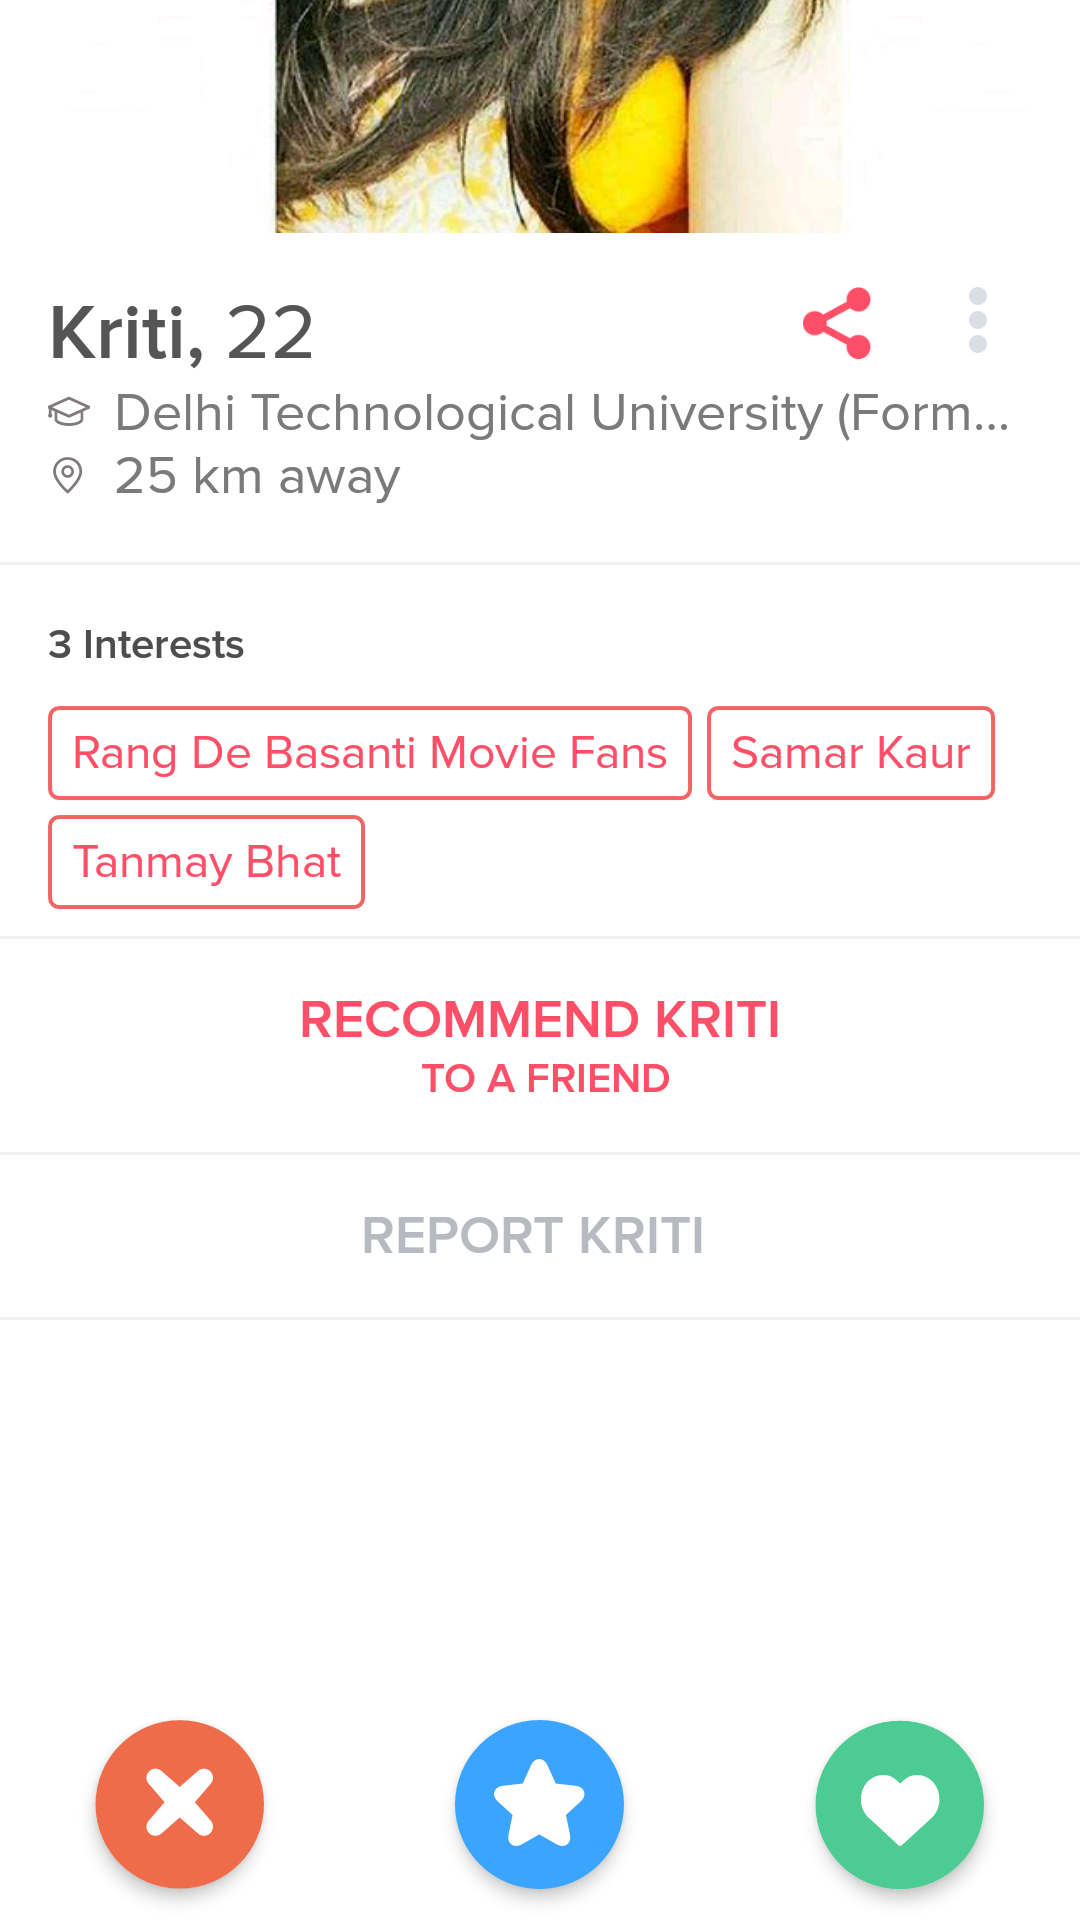 Kriti, 22
Delhi Technological University (Form...
25 km away
3 Interests
Rang De Basanti Movie Fans
Samar Kaur
Tanmay Bhat
RECOMMEND KRITI
TO A FRIEND
REPORT KRITI